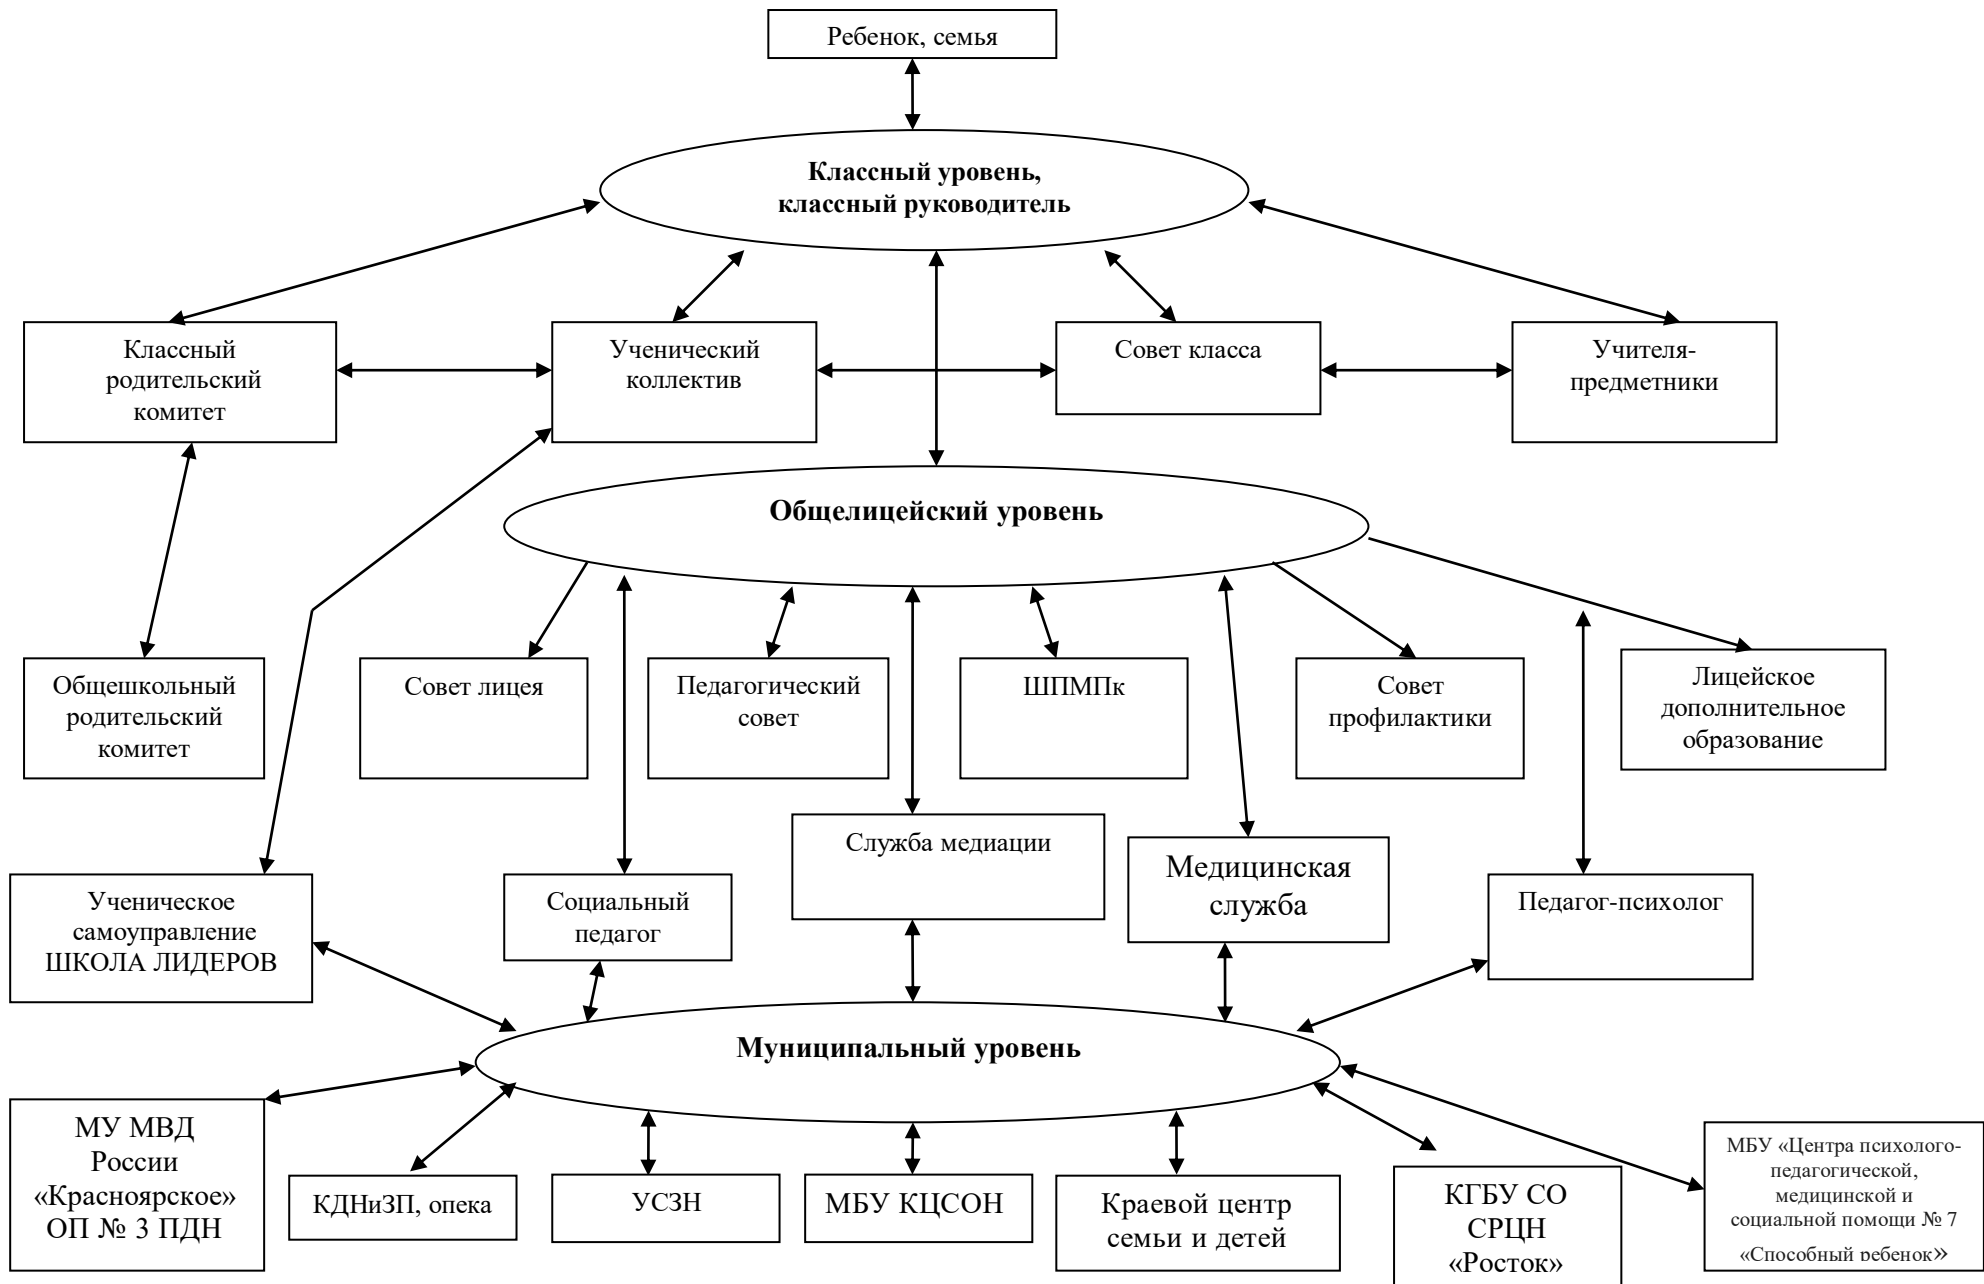 Ребенок, семья
Классный уровень,
классный руководитель
Классный
родительский
комитет
Ученический
коллектив
Совет класса
Учителя-
предметники
Общелицейский уровень
Общешкольный
родительский
комитет
Совет лицея
Педагогический
совет
ШПМПк
Совет
профилактики
Лицейское
дополнительное
образование
Ученическое
самоуправление
ШКОЛА ЛИДЕРОВ
Социальный
педагог
Служба медиации
Медицинская
служба
Педагог-психолог
Муниципальный уровень
МУ МВД
России
«Красноярское»
ОП № 3 ПДН
КДНиЗП, опека
УСЗН
МБУ КЦСОН
Краевой центр
семьи и детей
КГБУ СО
СРЦН
«Росток»
МБУ «Центра психолого-
педагогической,
медицинской и
социальной помощи № 7
«Способный ребенок»